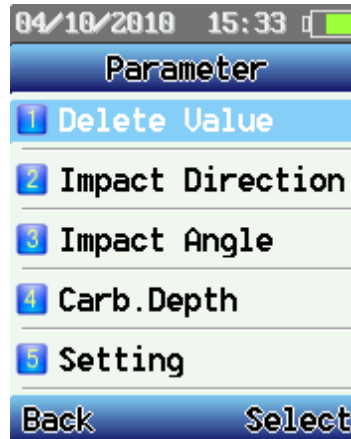 04/10/2010 15:33
Parameter
1 Delete Value
2 Impact Direction
3 Impact Angle
4 Carb.Depth
5 Setting
Back Select